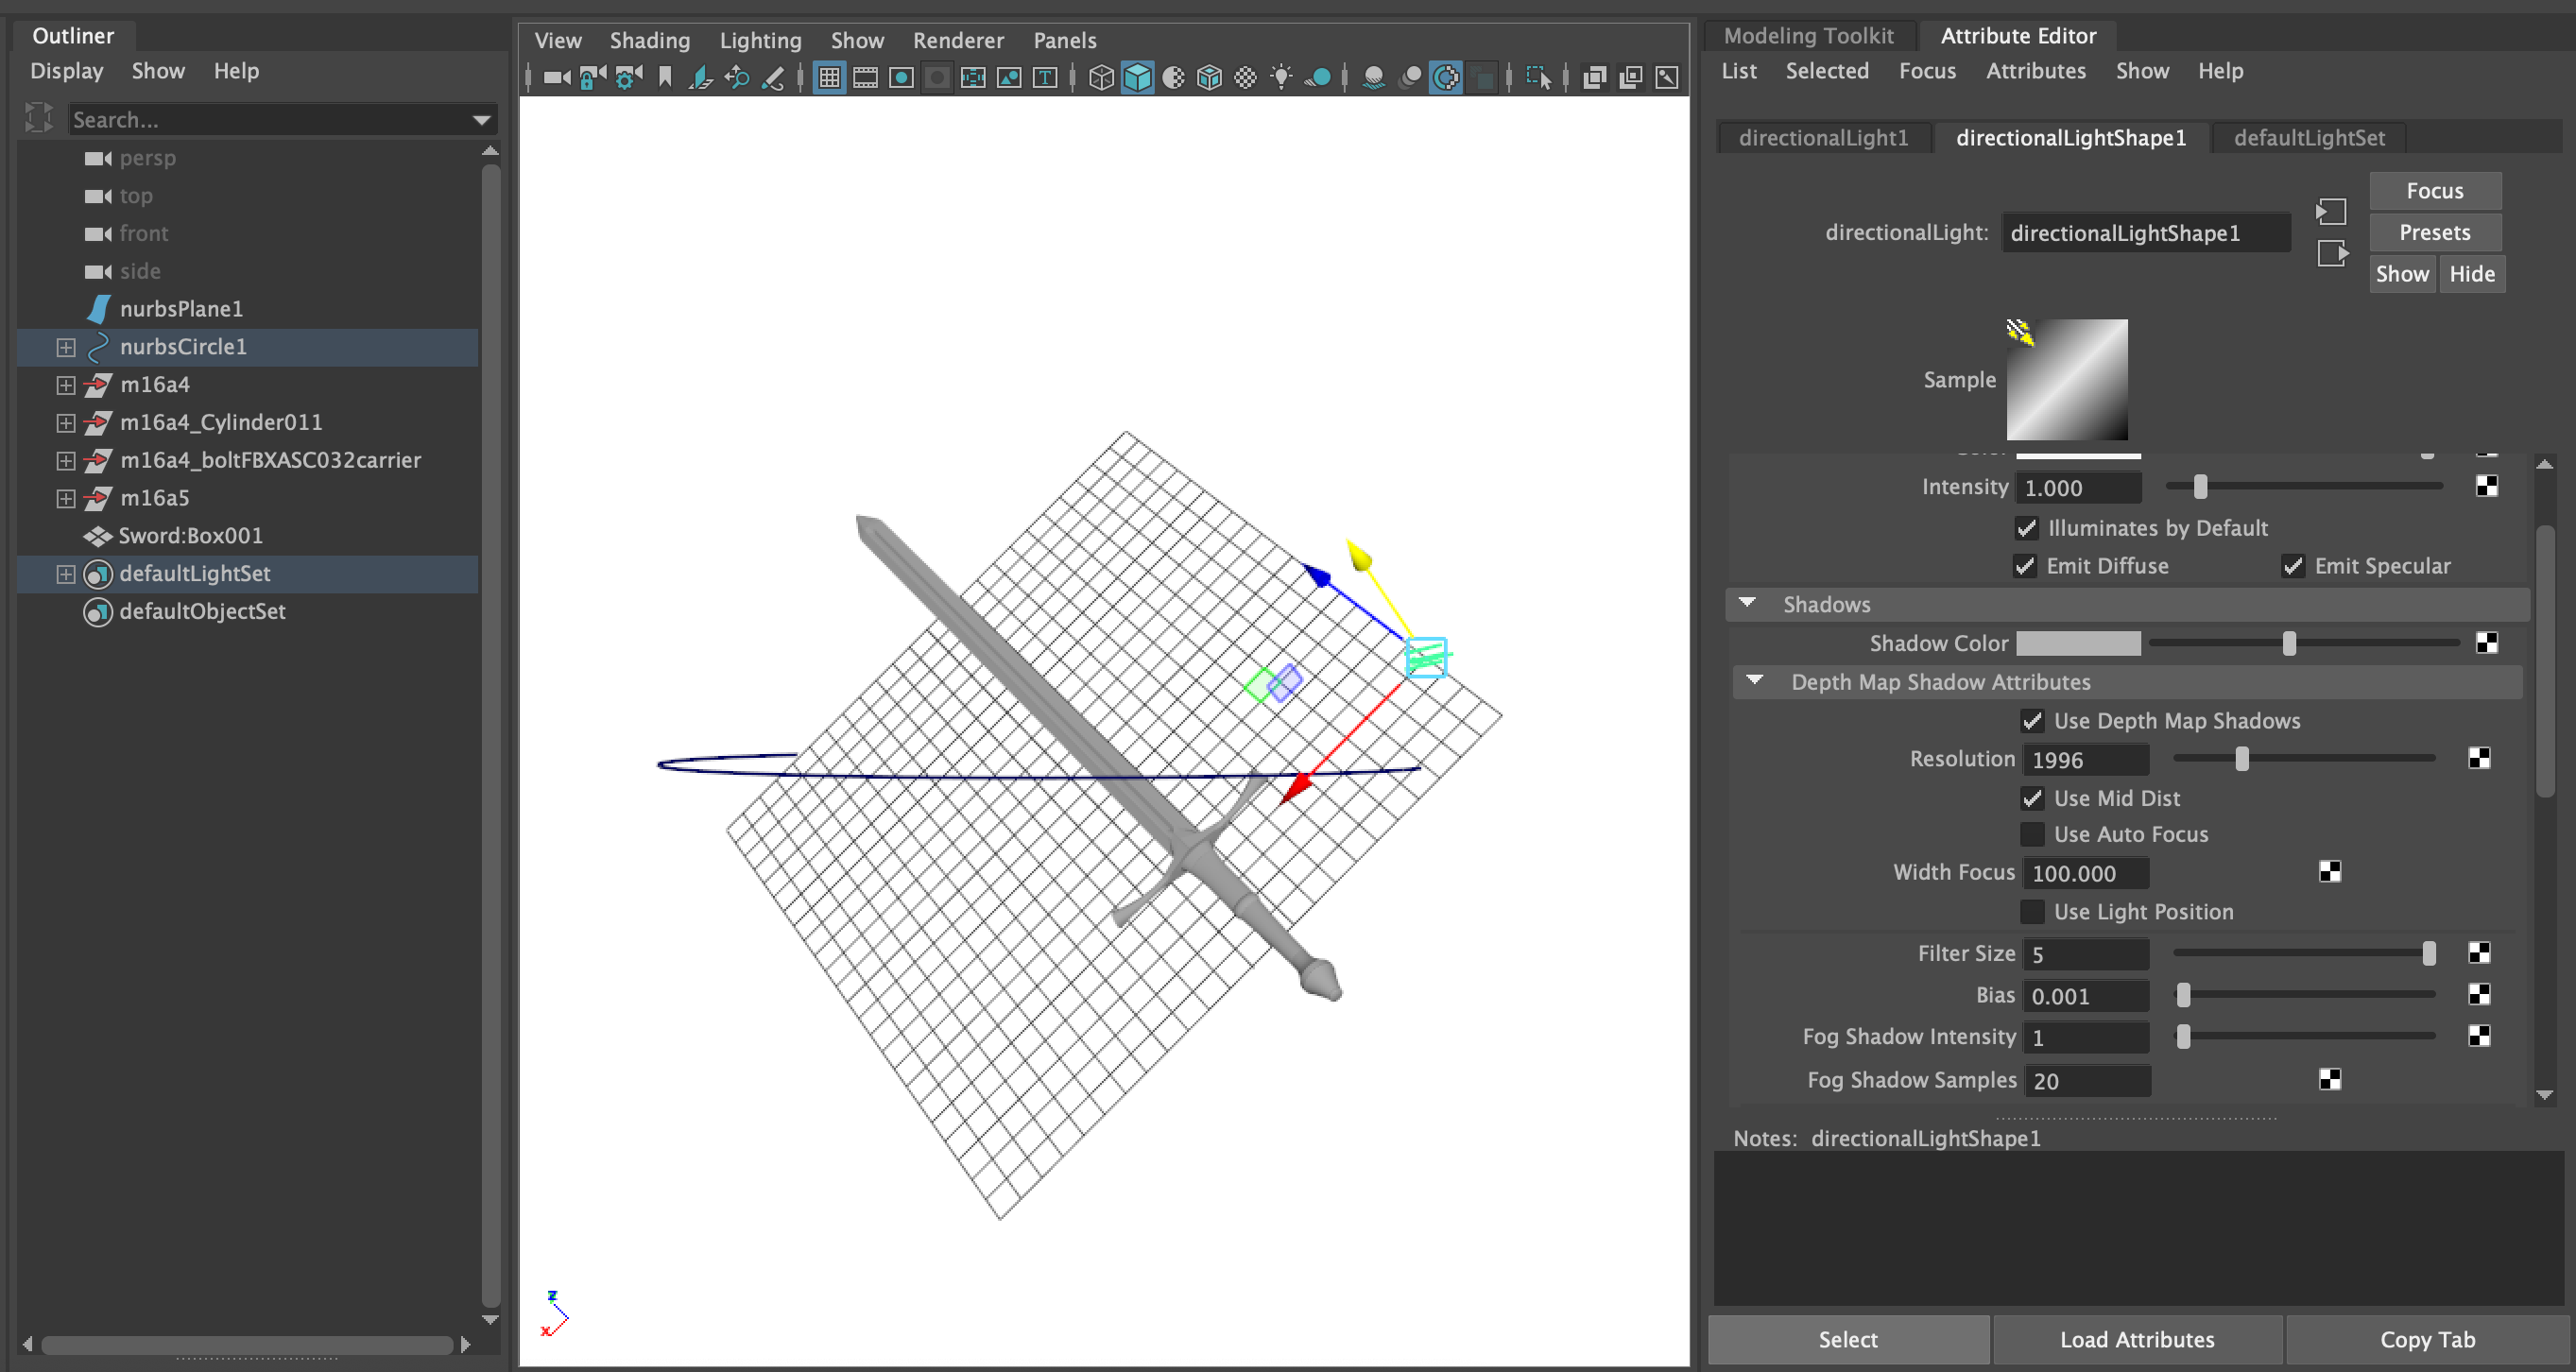 Outliner
Display Show Help
Search...
persp
top
front
side
nurbsPlane1
nurbsCircle1
m16a4
m16a4_Cylinder011
m16a4_boltFBXASC032carrier
m16a5
Sword:Box001
defaultLightSet
defaultObjectSet
View Shading Lighting Show Renderer Panels
z
x
Modeling Toolkit Attribute Editor
List Selected Focus Attributes Show Help
directionalLight1 directionalLightShape1 defaultLightSet
Focus
directionalLight: directionalLightShape1
Presets
Show Hide
Sample
Intensity 1.000
Illuminates by Default
Emit Diffuse Emit Specular
Shadows
Shadow Color
Depth Map Shadow Attributes
Use Depth Map Shadows
Resolution 1996
Use Mid Dist
Use Auto Focus
Width Focus 100.000
Use Light Position
Filter Size 5
Bias 0.001
Fog Shadow Intensity 1
Fog Shadow Samples 20
Notes: directionalLightShape1
Select Load Attributes Copy Tab